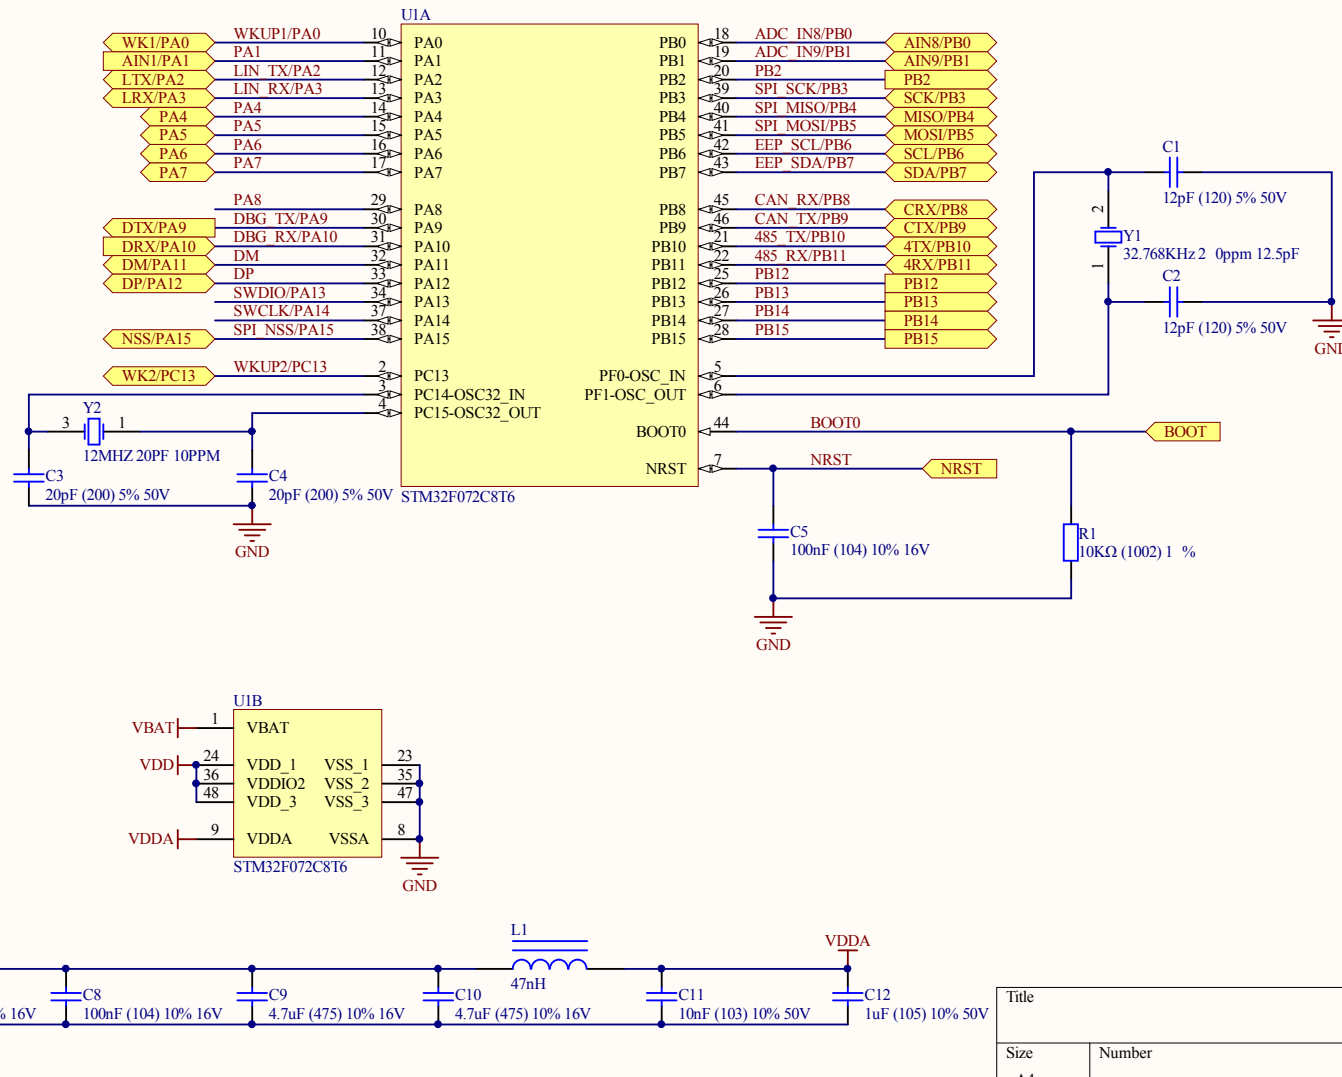 U1A
WK1/PA0 WKUP1/PA0 10 PA0 PB0 18 ADC_IN8/PB0 AIN8/PB0
AIN1/PA1 PA1 11 PA1 PB1 19 ADC_IN9/PB1 AIN9/PB1
LTX/PA2 LIN_TX/PA2 12 PA2 PB2 20 PB2 PB2
LRX/PA3 LIN_RX/PA3 13 PA3 PB3 39 SPI_SCK/PB3 SCK/PB3
PA4 PA4 14 PA4 PB4 40 SPI_MISO/PB4 MISO/PB4
PA5 PA5 15 PA5 PB5 41 SPI_MOSI/PB5 MOSI/PB5
PA6 PA6 16 PA6 PB6 42 EEP_SCL/PB6 SCL/PB6
PA7 PA7 17 PA7 PB7 43 EEP_SDA/PB7 SDA/PB7
PA8 29 PA8 PB8 45 CAN_RX/PB8 CRX/PB8
DTX/PA9 DBG_TX/PA9 30 PA9 PB9 46 CAN_TX/PB9 CTX/PB9
DRX/PA10 DBG_RX/PA10 31 PA10 PB10 21 485_TX/PB10 4TX/PB10
DM/PA11 DM 32 PA11 PB11 22 485_RX/PB11 4RX/PB11
DP/PA12 DP 33 PA12 PB12 25 PB12 PB12
SWDIO/PA13 34 PA13 PB13 26 PB13 PB13
SWCLK/PA14 37 PA14 PB14 27 PB14 PB14
NSS/PA15 SPI_NSS/PA15 38 PA15 PB15 28 PB15 PB15
WK2/PC13 WKUP2/PC13 2 PC13 PF0-OSC_IN 5
3 PC14-OSC32_IN PF1-OSC_OUT 6
4 PC15-OSC32_OUT
BOOT0 44 BOOT0 BOOT
NRST 7 NRST NRST
STM32F072C8T6
C1
12pF (120) 5% 50V
2
Y1
32.768KHz 2 0ppm 12.5pF
1
C2
12pF (120) 5% 50V
GND
Y2
3 1
12MHZ 20PF 10PPM
C3
20pF (200) 5% 50V
C4
20pF (200) 5% 50V
GND
C5
100nF (104) 10% 16V
R1
10KΩ (1002) 1 %
GND
U1B
VBAT 1 VBAT
VDD 24 VDD_1 VSS_1 23
36 VDDIO2 VSS_2 35
48 VDD_3 VSS_3 47
VDDA 9 VDDA VSSA 8
STM32F072C8T6
GND
L1
47nH
VDDA
% 16V
C8
100nF (104) 10% 16V
C9
4.7uF (475) 10% 16V
C10
4.7uF (475) 10% 16V
C11
10nF (103) 10% 50V
C12
1uF (105) 10% 50V
Title
Size Number